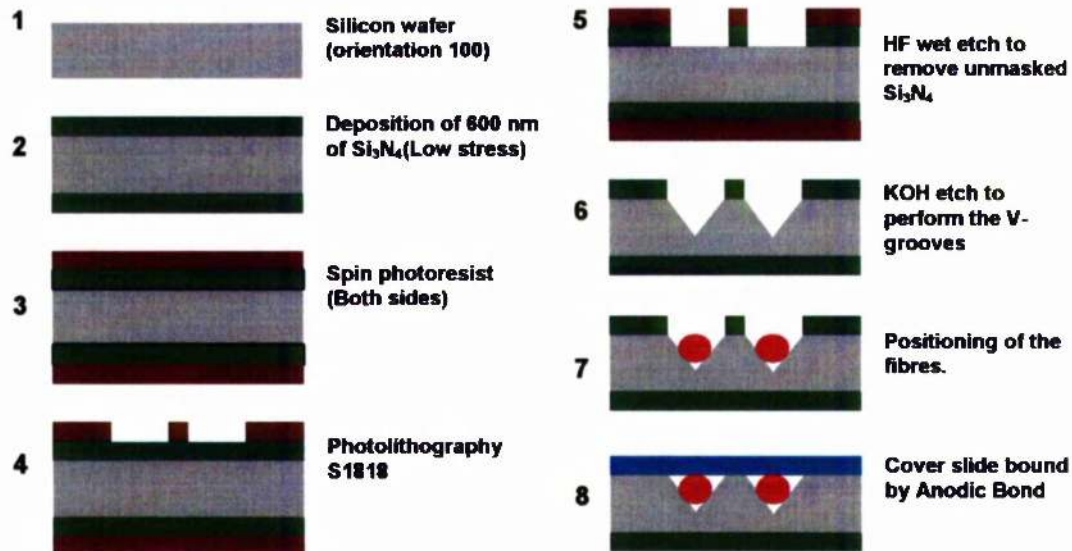 1
Silicon wafer
(orientation 100)
2
Deposition of 600 nm
of Si₃N₄(Low stress)
3
Spin photoresist
(Both sides)
4
Photolithography
S1818
5
HF wet etch to
remove unmasked
Si₃N₄
6
KOH etch to
perform the V-
grooves
7
Positioning of the
fibres.
8
Cover slide bound
by Anodic Bond